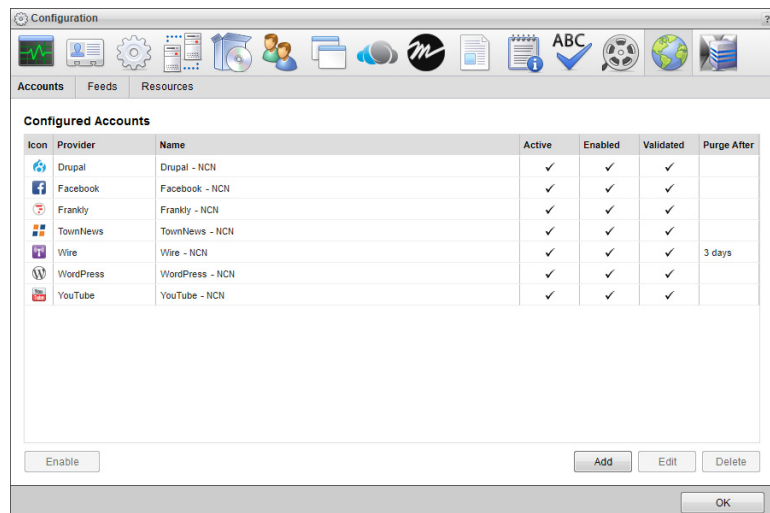 Configuration ?
ABC
Accounts Feeds Resources
Configured Accounts
Icon Provider Name Active Enabled Validated Purge After
Drupal Drupal - NCN ✓ ✓ ✓
Facebook Facebook - NCN ✓ ✓ ✓
Frankly Frankly - NCN ✓ ✓ ✓
TownNews TownNews - NCN ✓ ✓ ✓
Wire Wire - NCN ✓ ✓ ✓ 3 days
WordPress WordPress - NCN ✓ ✓ ✓
YouTube YouTube - NCN ✓ ✓ ✓
Enable Add Edit Delete
OK